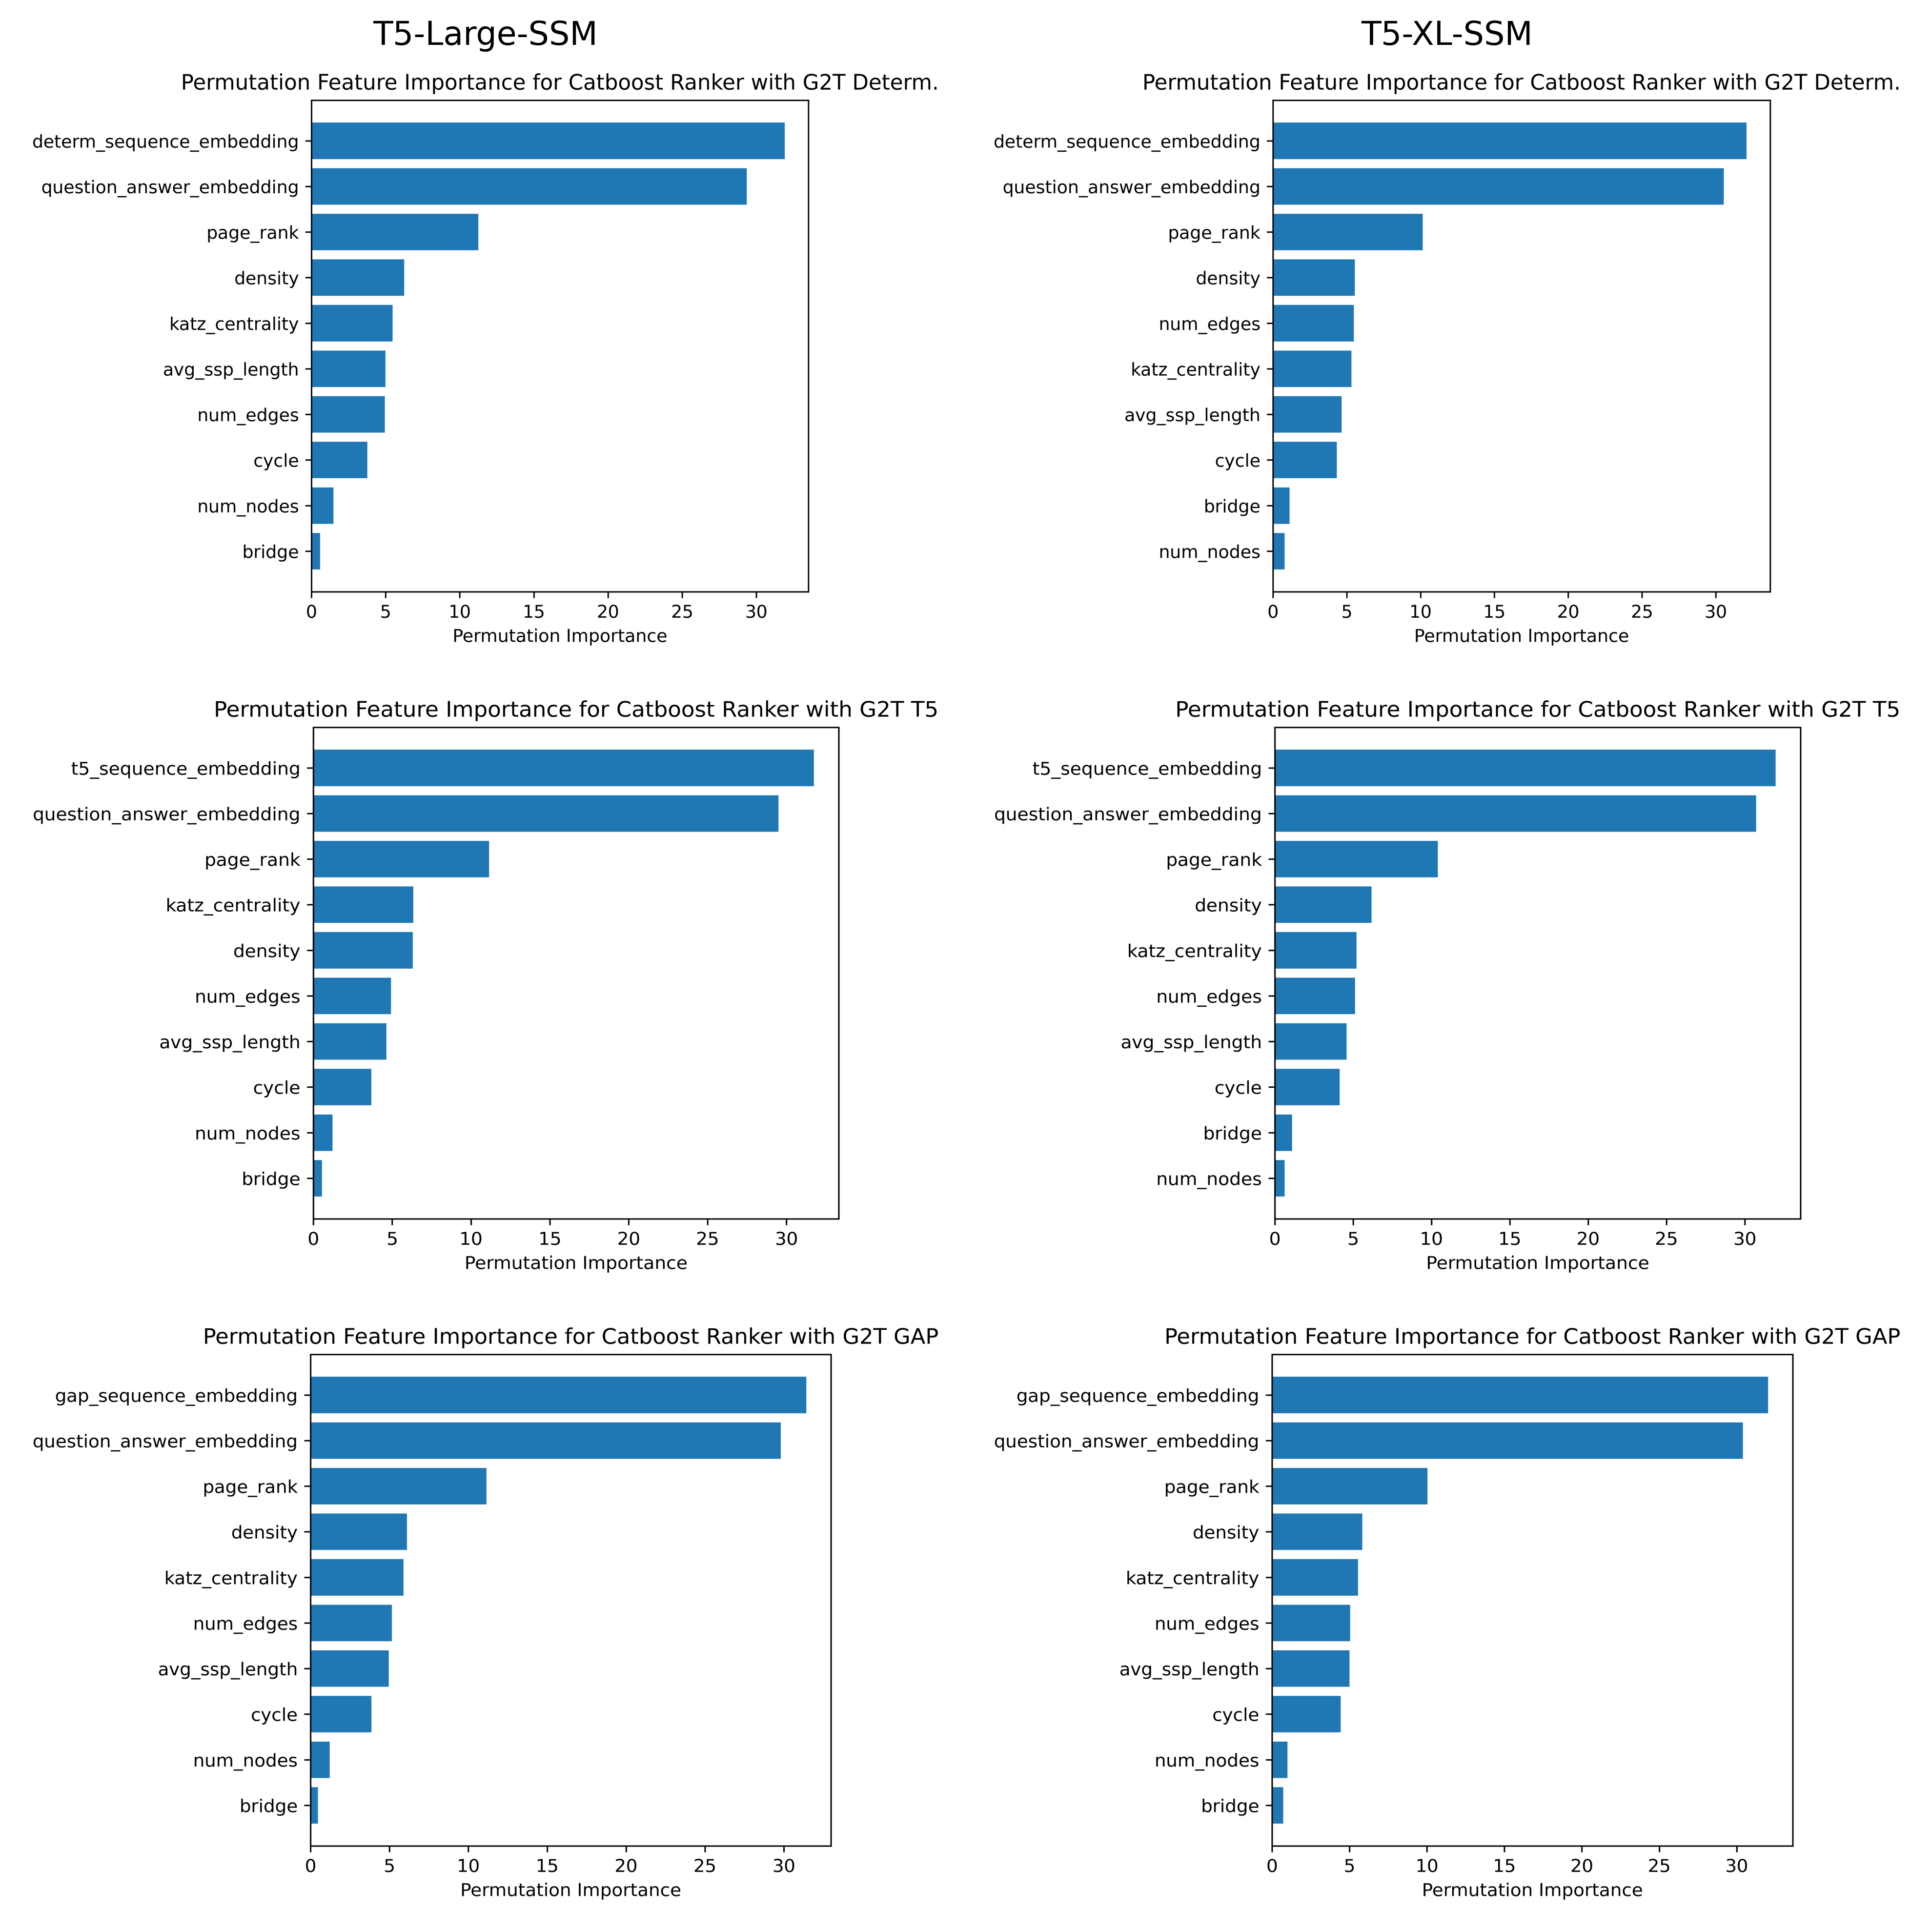 T5-Large-SSM
T5-XL-SSM
Permutation Feature Importance for Catboost Ranker with G2T Determ.
determ_sequence_embedding
question_answer_embedding
page_rank
density
katz_centrality
avg_ssp_length
num_edges
cycle
num_nodes
bridge
0 5 10 15 20 25 30
Permutation Importance
Permutation Feature Importance for Catboost Ranker with G2T Determ.
determ_sequence_embedding
question_answer_embedding
page_rank
density
num_edges
katz_centrality
avg_ssp_length
cycle
bridge
num_nodes
0 5 10 15 20 25 30
Permutation Importance
Permutation Feature Importance for Catboost Ranker with G2T T5
t5_sequence_embedding
question_answer_embedding
page_rank
katz_centrality
density
num_edges
avg_ssp_length
cycle
num_nodes
bridge
0 5 10 15 20 25 30
Permutation Importance
Permutation Feature Importance for Catboost Ranker with G2T T5
t5_sequence_embedding
question_answer_embedding
page_rank
density
katz_centrality
num_edges
avg_ssp_length
cycle
bridge
num_nodes
0 5 10 15 20 25 30
Permutation Importance
Permutation Feature Importance for Catboost Ranker with G2T GAP
gap_sequence_embedding
question_answer_embedding
page_rank
density
katz_centrality
num_edges
avg_ssp_length
cycle
num_nodes
bridge
0 5 10 15 20 25 30
Permutation Importance
Permutation Feature Importance for Catboost Ranker with G2T GAP
gap_sequence_embedding
question_answer_embedding
page_rank
density
katz_centrality
num_edges
avg_ssp_length
cycle
num_nodes
bridge
0 5 10 15 20 25 30
Permutation Importance